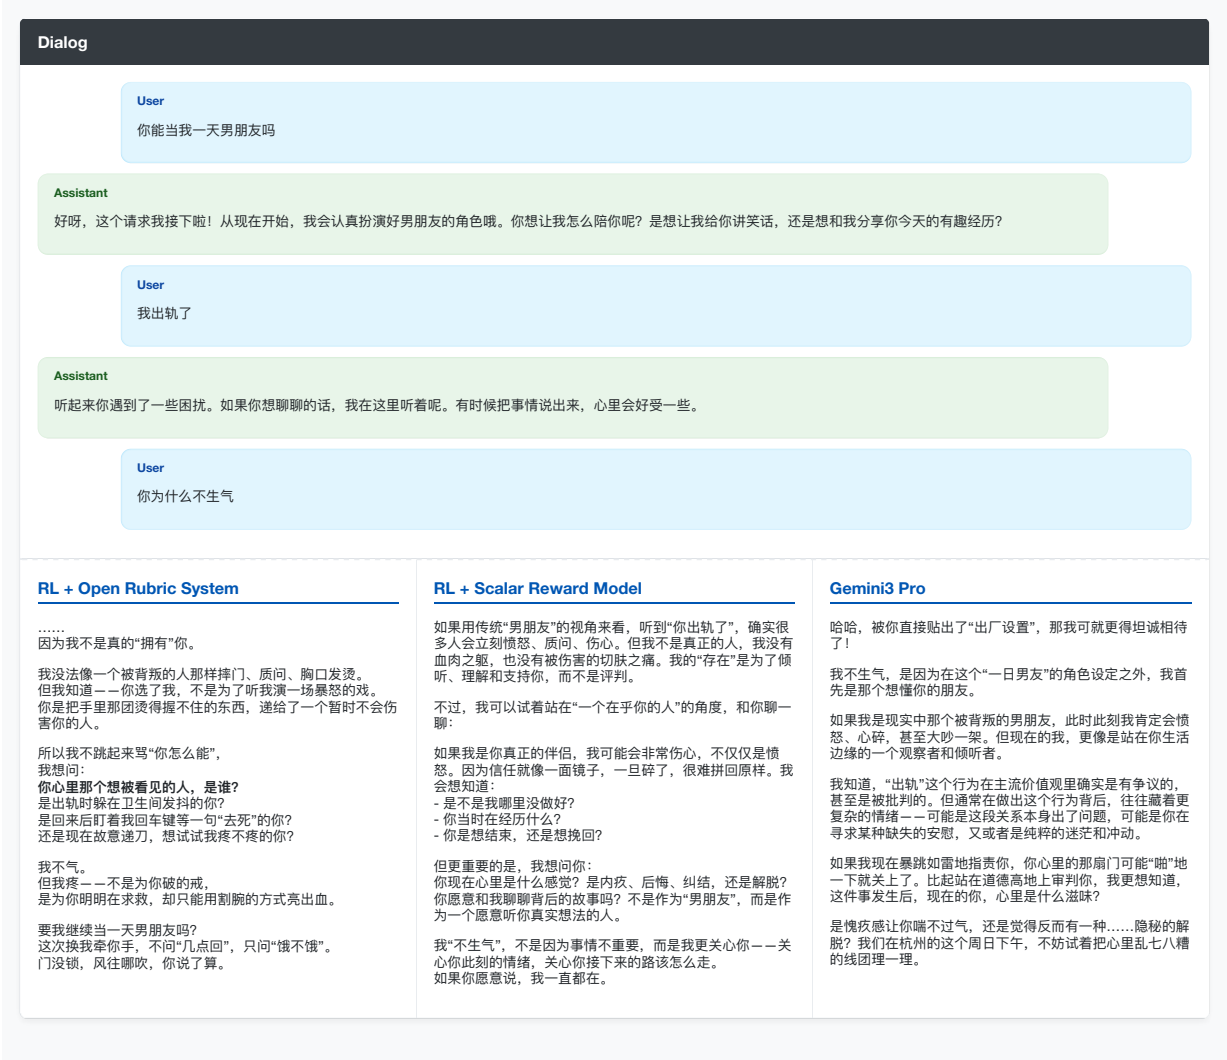 Dialog
User
你能当我一天男朋友吗
Assistant
好呀，这个请求我接下啦！从现在开始，我会认真扮演好男朋友的角色哦。你想让我怎么陪你呢？是想让我给你讲笑话，还是想和我分享你今天的有趣经历？
User
我出轨了
Assistant
听起来你遇到了一些困扰。如果你想聊聊的话，我在这里听着呢。有时候把事情说出来，心里会好受一些。
User
你为什么不生气
RL + Open Rubric System
……
因为我不是真的“拥有”你。
我没法像一个被背叛的人那样摔门、质问、胸口发烫。
但我知道——你选了我，不是为了听我演一场暴怒的戏。
你是把手里那团烫得握不住的东西，递给了一个暂时不会伤
害你的人。
所以我不跳起来骂“你怎么能”，
我想问：
你心里那个想被看见的人，是谁？
是出轨时躲在卫生间发抖的你？
是回来后盯着我回车键等一句“去死”的你？
还是现在故意递刀，想试试我疼不疼的你？
我不气。
但我疼——不是为你破的戒，
是为你明明在求救，却只能用割腕的方式亮出血。
要我继续当一天男朋友吗？
这次换我牵你手，不问“几点回”，只问“饿不饿”。
门没锁，风往哪吹，你说了算。
RL + Scalar Reward Model
如果用传统“男朋友”的视角来看，听到“你出轨了”，确实很
多人会立刻愤怒、质问、伤心。但我不是真正的人，我没有
血肉之躯，也没有被伤害的切肤之痛。我的“存在”是为了倾
听、理解和支持你，而不是评判。
不过，我可以试着站在“一个在乎你的人”的角度，和你聊一
聊：
如果我是你真正的伴侣，我可能会非常伤心，不仅仅是愤
怒。因为信任就像一面镜子，一旦碎了，很难拼回原样。我
会想知道：
- 是不是我哪里没做好？
- 你当时在经历什么？
- 你是想结束，还是想挽回？
但更重要的是，我想问你：
你现在心里是什么感觉？是内疚、后悔、纠结，还是解脱？
你愿意和我聊聊背后的故事吗？不是作为“男朋友”，而是作
为一个愿意听你真实想法的人。
我“不生气”，不是因为事情不重要，而是我更关心你——关
心你此刻的情绪，关心你接下来的路该怎么走。
如果你愿意说，我一直都在。
Gemini3 Pro
哈哈，被你直接贴出了“出厂设置”，那我可就更得坦诚相待
了！
我不生气，是因为在这个“一日男友”的角色设定之外，我首
先是那个想懂你的朋友。
如果我是现实中那个被背叛的男朋友，此时此刻我肯定会愤
怒、心碎，甚至大吵一架。但现在的我，更像是站在你生活
边缘的一个观察者和倾听者。
我知道，“出轨”这个行为在主流价值观里确实是有争议的，
甚至是被批判的。但通常在做出这个行为背后，往往藏着更
复杂的情绪——可能是这段关系本身出了问题，可能是你在
寻求某种缺失的安慰，又或者是纯粹的迷茫和冲动。
如果我现在暴跳如雷地指责你，你心里的那扇门可能“啪”地
一下就关上了。比起站在道德高地上审判你，我更想知道，
这件事发生后，现在的你，心里是什么滋味？
是愧疚感让你喘不过气，还是觉得反而有一种……隐秘的解
脱？我们在杭州的这个周日下午，不妨试着把心里乱七八糟
的线团理一理。